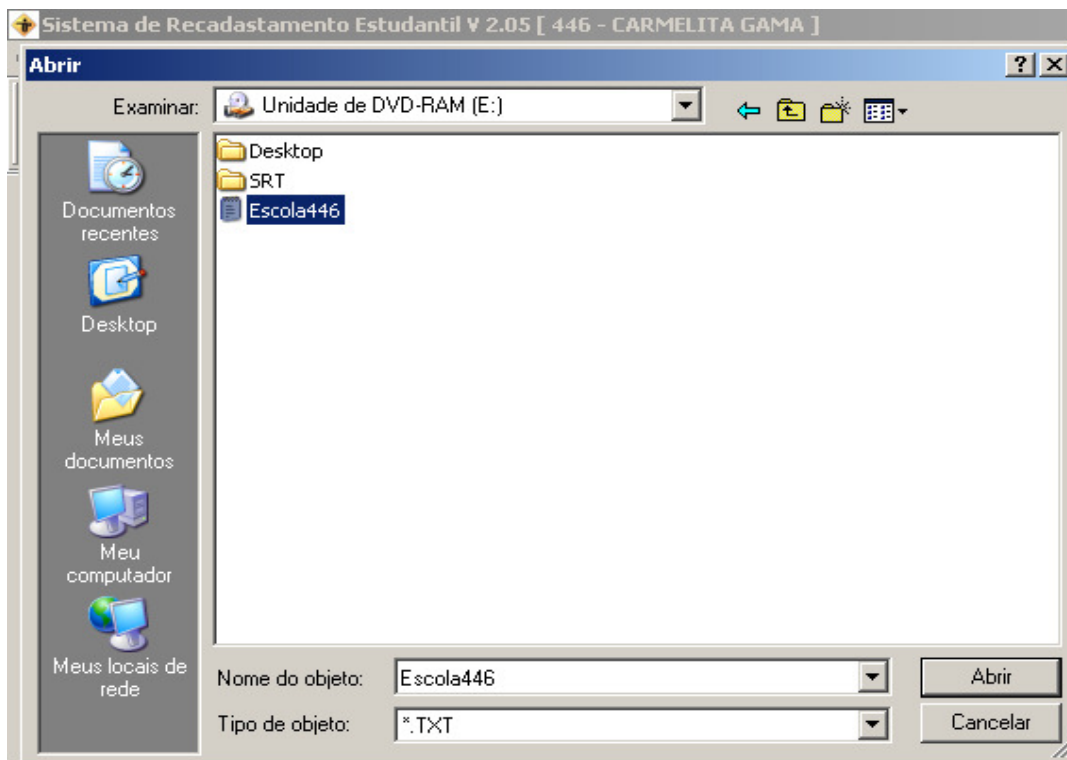 Sistema de Recadastamento Estudantil V 2.05 [ 446 - CARMELITA GAMA ]
Abrir
Examinar: Unidade de DVD-RAM (E:)
Documentos
recentes
Desktop
Meus
documentos
Meu
computador
Meus locais de
rede
Desktop
SRT
Escola446
Nome do objeto: Escola446 Abrir
Tipo de objeto: *.TXT Cancelar